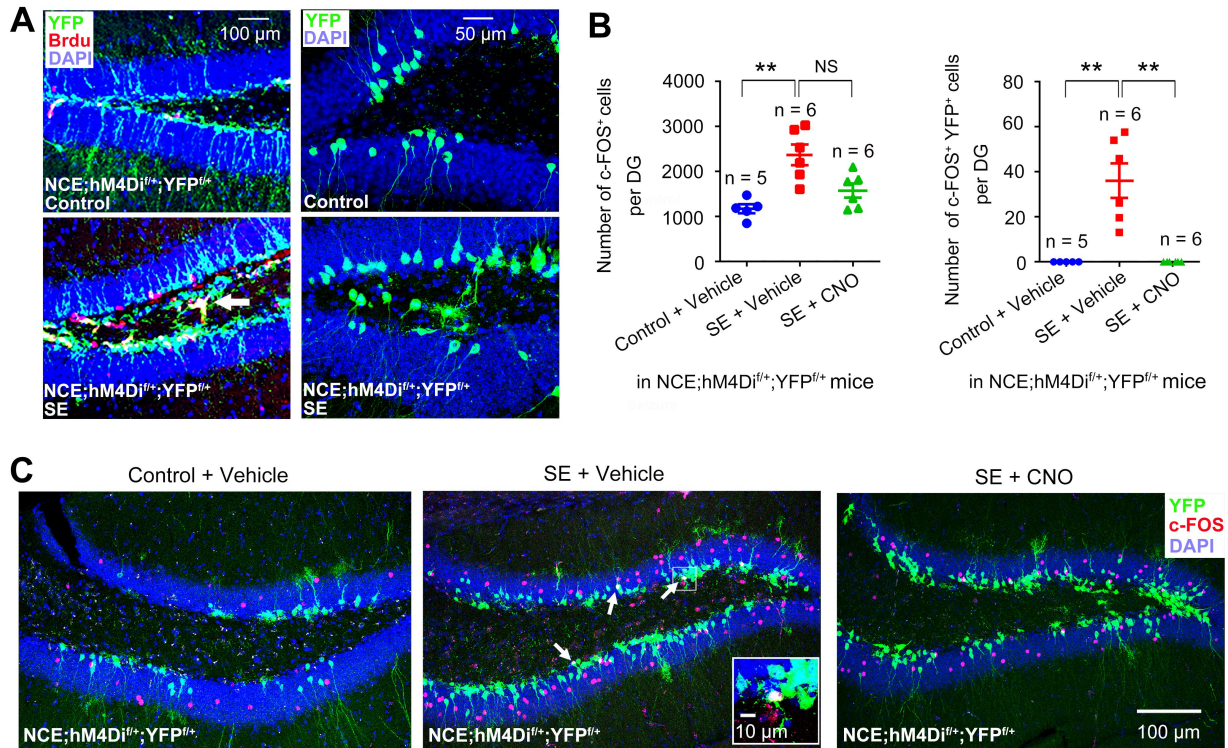 A
YFP
Brdu
DAPI
100 µm
NCE;hM4Di^f/+;YFP^f/+
Control
YFP
DAPI
50 µm
Control
NCE;hM4Di^f/+;YFP^f/+
SE
NCE;hM4Di^f/+;YFP^f/+
SE
B
Number of c-FOS⁺ cells
per DG
4000
3000
2000
1000
0
**
NS
n = 5
n = 6
n = 6
Control + Vehicle
SE + Vehicle
SE + CNO
in NCE;hM4Di^f/+;YFP^f/+ mice
Number of c-FOS⁺ YFP⁺ cells
per DG
80
60
40
20
0
**
**
n = 5
n = 6
n = 6
Control + Vehicle
SE + Vehicle
SE + CNO
in NCE;hM4Di^f/+;YFP^f/+ mice
C
Control + Vehicle
NCE;hM4Di^f/+;YFP^f/+
SE + Vehicle
NCE;hM4Di^f/+;YFP^f/+
10 µm
SE + CNO
YFP
c-FOS
DAPI
NCE;hM4Di^f/+;YFP^f/+
100 µm